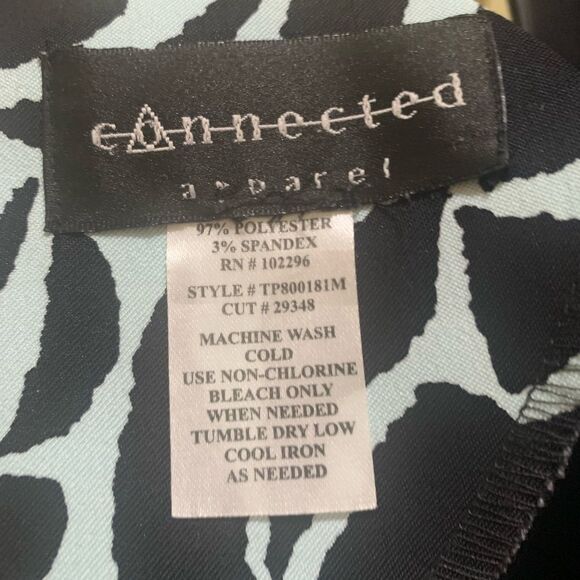 connected
apparel
97% POLYESTER
3% SPANDEX
RN # 102296
STYLE # TP800181M
CUT # 29348
MACHINE WASH
COLD
USE NON-CHLORINE
BLEACH ONLY
WHEN NEEDED
TUMBLE DRY LOW
COOL IRON
AS NEEDED